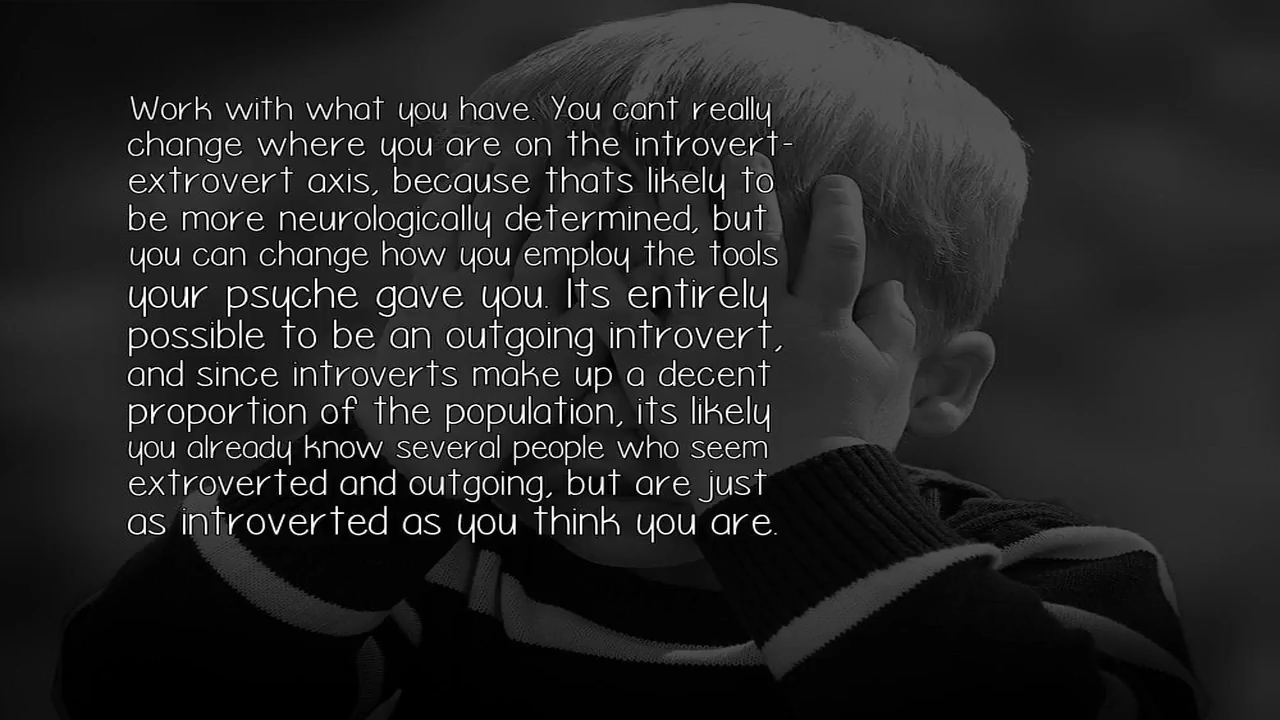 Work with what you have. You cant really
change where you are on the introvert-
extrovert axis, because thats likely to
be more neurologically determined, but
you can change how you employ the tools
your psyche gave you. Its entirely
possible to be an outgoing introvert,
and since introverts make up a decent
proportion of the population, its likely
you already know several people who seem
extroverted and outgoing, but are just
as introverted as you think you are.